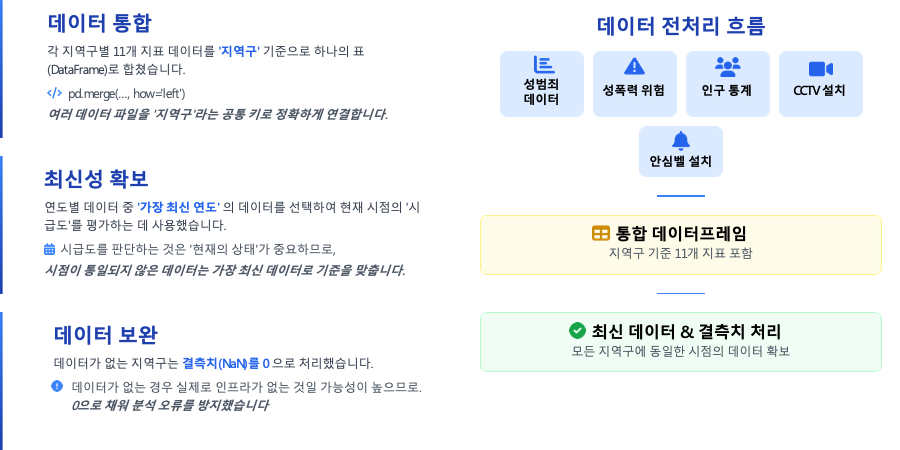 데이터 통합
각 지역구별 11개 지표 데이터를 '지역구' 기준으로 하나의 표
(DataFrame)로 합쳤습니다.
</> pd.merge(..., how='left')
여러 데이터 파일을 '지역구'라는 공통 키로 정확하게 연결합니다.
최신성 확보
연도별 데이터 중 '가장 최신 연도' 의 데이터를 선택하여 현재 시점의 '시
급도'를 평가하는 데 사용했습니다.
시급도를 판단하는 것은 '현재의 상태'가 중요하므로,
시점이 통일되지 않은 데이터는 가장 최신 데이터로 기준을 맞춥니다.
데이터 보완
데이터가 없는 지역구는 결측치(NaN)를 0 으로 처리했습니다.
데이터가 없는 경우 실제로 인프라가 없는 것일 가능성이 높으므로.
0으로 채워 분석 오류를 방지했습니다
데이터 전처리 흐름
성범죄
데이터
성폭력 위험
인구 통계
CCTV 설치
안심벨 설치
통합 데이터프레임
지역구 기준 11개 지표 포함
최신 데이터 & 결측치 처리
모든 지역구에 동일한 시점의 데이터 확보